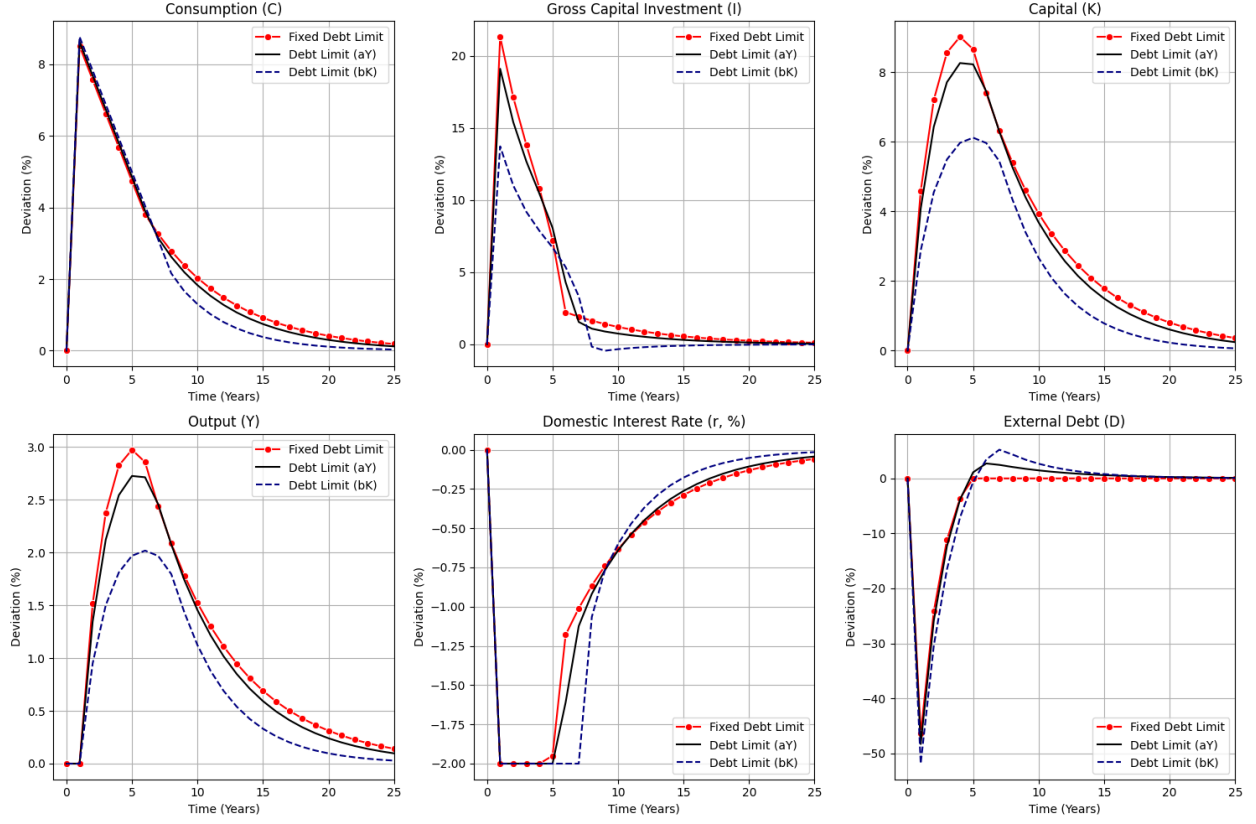 Consumption (C)
Deviation (%)
8
6
4
2
0
Fixed Debt Limit
Debt Limit (aY)
Debt Limit (bK)
0 5 10 15 20 25
Time (Years)
Gross Capital Investment (I)
Deviation (%)
20
15
10
5
0
Fixed Debt Limit
Debt Limit (aY)
Debt Limit (bK)
0 5 10 15 20 25
Time (Years)
Capital (K)
Deviation (%)
8
6
4
2
0
Fixed Debt Limit
Debt Limit (aY)
Debt Limit (bK)
0 5 10 15 20 25
Time (Years)
Output (Y)
Deviation (%)
3.0
2.5
2.0
1.5
1.0
0.5
0.0
Fixed Debt Limit
Debt Limit (aY)
Debt Limit (bK)
0 5 10 15 20 25
Time (Years)
Domestic Interest Rate (r, %)
Deviation (%)
0.00
−0.25
−0.50
−0.75
−1.00
−1.25
−1.50
−1.75
−2.00
Fixed Debt Limit
Debt Limit (aY)
Debt Limit (bK)
0 5 10 15 20 25
Time (Years)
External Debt (D)
Deviation (%)
0
−10
−20
−30
−40
−50
Fixed Debt Limit
Debt Limit (aY)
Debt Limit (bK)
0 5 10 15 20 25
Time (Years)